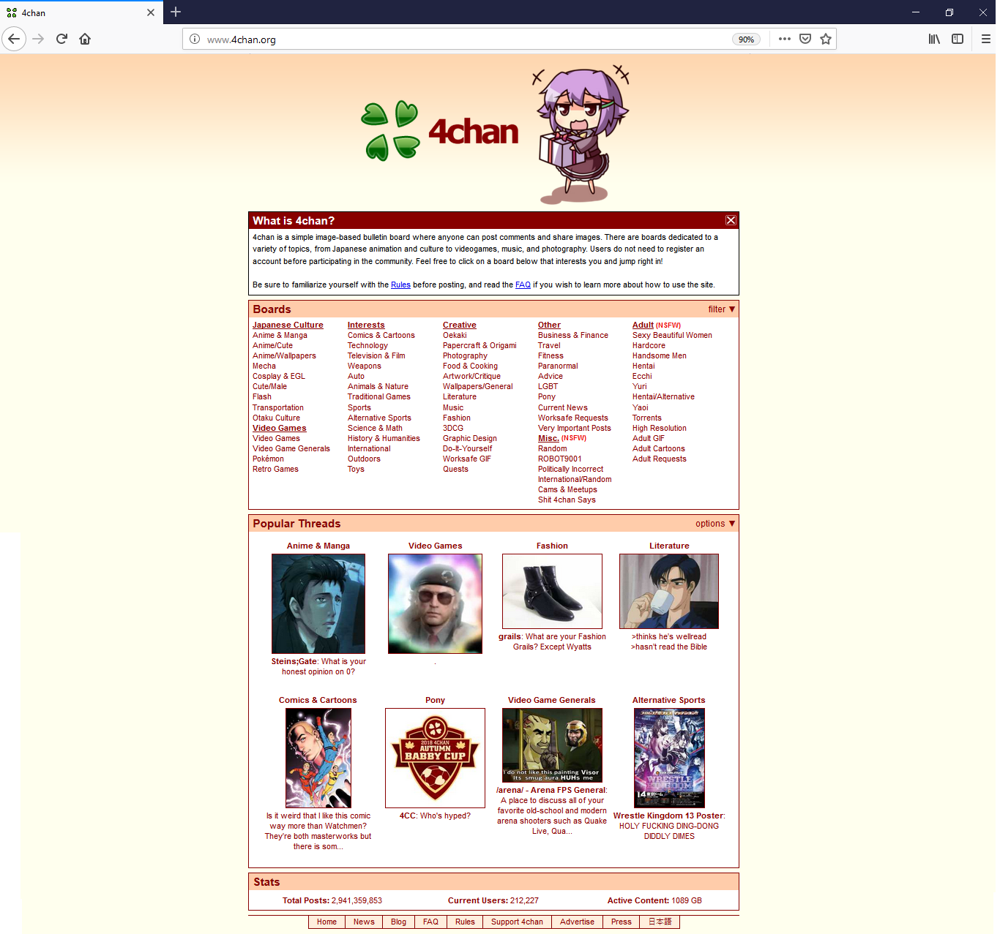 4chan
www.4chan.org
90%
4chan
What is 4chan?
4chan is a simple image-based bulletin board where anyone can post comments and share images. There are boards dedicated to a
variety of topics, from Japanese animation and culture to videogames, music, and photography. Users do not need to register an
account before participating in the community. Feel free to click on a board below that interests you and jump right in!
Be sure to familiarize yourself with the Rules before posting, and read the FAQ if you wish to learn more about how to use the site.
Boards
filter ▼
Japanese Culture
Anime & Manga
Anime/Cute
Anime/Wallpapers
Mecha
Cosplay & EGL
Cute/Male
Flash
Transportation
Otaku Culture
Video Games
Video Games
Video Game Generals
Pokémon
Retro Games
Interests
Comics & Cartoons
Technology
Television & Film
Weapons
Auto
Animals & Nature
Traditional Games
Sports
Alternative Sports
Science & Math
History & Humanities
International
Outdoors
Toys
Creative
Oekaki
Papercraft & Origami
Photography
Food & Cooking
Artwork/Critique
Wallpapers/General
Literature
Music
Fashion
3DCG
Graphic Design
Do-It-Yourself
Worksafe GIF
Quests
Other
Business & Finance
Travel
Fitness
Paranormal
Advice
LGBT
Pony
Current News
Worksafe Requests
Very Important Posts
Misc. (NSFW)
Random
ROBOT9001
Politically Incorrect
International/Random
Cams & Meetups
Shit 4chan Says
Adult (NSFW)
Sexy Beautiful Women
Hardcore
Handsome Men
Hentai
Ecchi
Yuri
Hentai/Alternative
Yaoi
Torrents
High Resolution
Adult GIF
Adult Cartoons
Adult Requests
Popular Threads
options ▼
Anime & Manga
Steins;Gate: What is your
honest opinion on 0?
Video Games
.
Fashion
grails: What are your Fashion
Grails? Except Wyatts
Literature
>thinks he's wellread
>hasn't read the Bible
Comics & Cartoons
Is it weird that I like this comic
way more than Watchmen?
They're both masterworks but
there is som...
Pony
2018 4CHAN
AUTUMN
BABBY CUP
4CC: Who's hyped?
Video Game Generals
I do not like this painting Visor
Its smug aura HUHs me
/arena/ - Arena FPS General:
A place to discuss all of your
favorite old-school and modern
arena shooters such as Quake
Live, Qua...
Alternative Sports
WRESTLE
KINGDOM
14 東京ドーム
Wrestle Kingdom 13 Poster:
HOLY FUCKING DING-DONG
DIDDLY DIMES
Stats
Total Posts: 2,941,359,853
Current Users: 212,227
Active Content: 1089 GB
Home
News
Blog
FAQ
Rules
Support 4chan
Advertise
Press
日本語